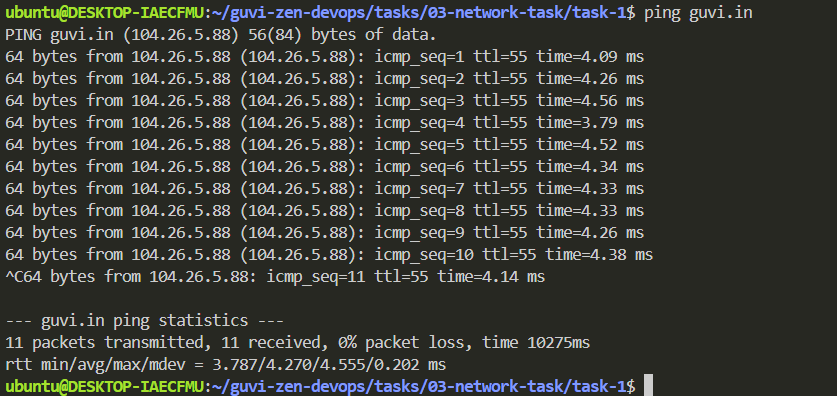 ubuntu@DESKTOP-IAECFMU:~/guvi-zen-devops/tasks/03-network-task/task-1$ ping guvi.in
PING guvi.in (104.26.5.88) 56(84) bytes of data.
64 bytes from 104.26.5.88 (104.26.5.88): icmp_seq=1 ttl=55 time=4.09 ms
64 bytes from 104.26.5.88 (104.26.5.88): icmp_seq=2 ttl=55 time=4.26 ms
64 bytes from 104.26.5.88 (104.26.5.88): icmp_seq=3 ttl=55 time=4.56 ms
64 bytes from 104.26.5.88 (104.26.5.88): icmp_seq=4 ttl=55 time=3.79 ms
64 bytes from 104.26.5.88 (104.26.5.88): icmp_seq=5 ttl=55 time=4.52 ms
64 bytes from 104.26.5.88 (104.26.5.88): icmp_seq=6 ttl=55 time=4.34 ms
64 bytes from 104.26.5.88 (104.26.5.88): icmp_seq=7 ttl=55 time=4.33 ms
64 bytes from 104.26.5.88 (104.26.5.88): icmp_seq=8 ttl=55 time=4.33 ms
64 bytes from 104.26.5.88 (104.26.5.88): icmp_seq=9 ttl=55 time=4.26 ms
64 bytes from 104.26.5.88 (104.26.5.88): icmp_seq=10 ttl=55 time=4.38 ms
^C64 bytes from 104.26.5.88: icmp_seq=11 ttl=55 time=4.14 ms
--- guvi.in ping statistics ---
11 packets transmitted, 11 received, 0% packet loss, time 10275ms
rtt min/avg/max/mdev = 3.787/4.270/4.555/0.202 ms
ubuntu@DESKTOP-IAECFMU:~/guvi-zen-devops/tasks/03-network-task/task-1$